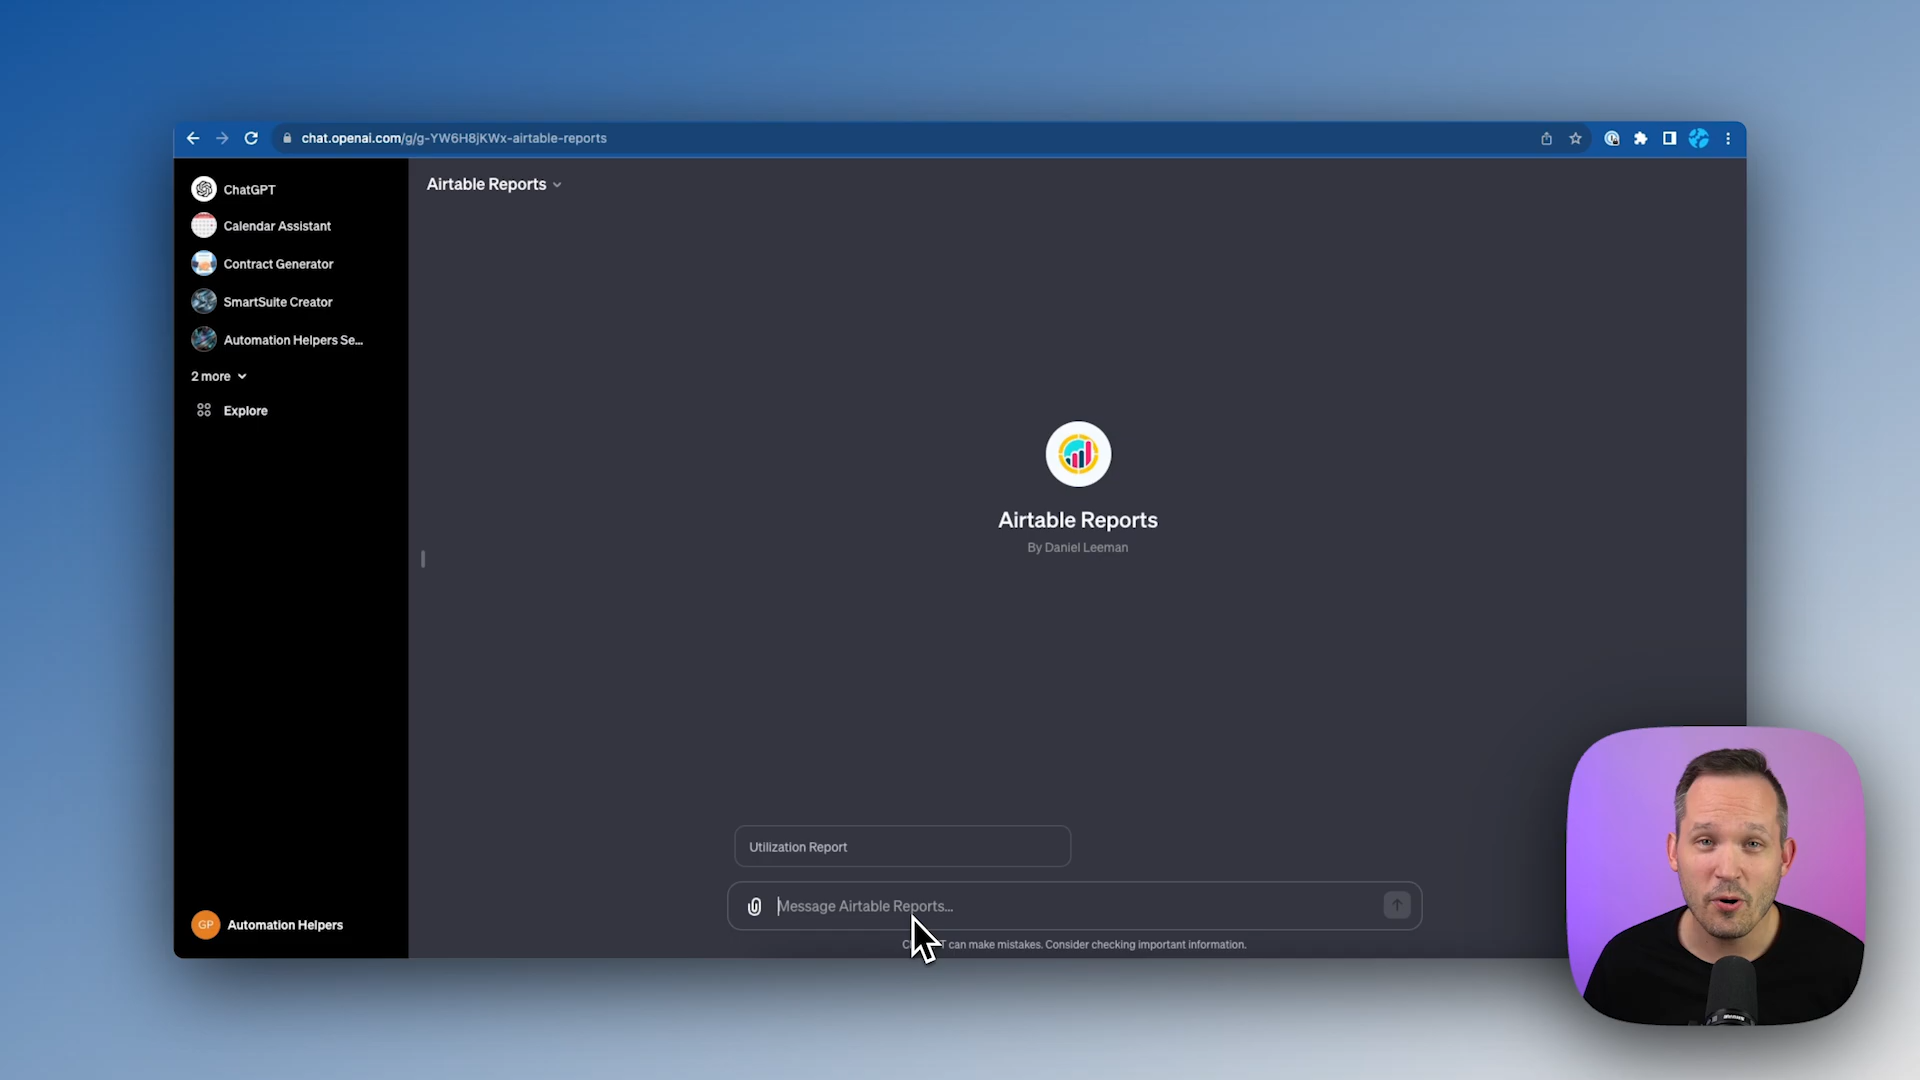 chat.openai.com/g/g-YW6H8jKWx-airtable-reports
ChatGPT
Calendar Assistant
Contract Generator
SmartSuite Creator
Automation Helpers Se...
2 more
Explore
GP
Automation Helpers
Airtable Reports
Airtable Reports
By Daniel Leeman
Utilization Report
Message Airtable Reports...
can make mistakes. Consider checking important information.